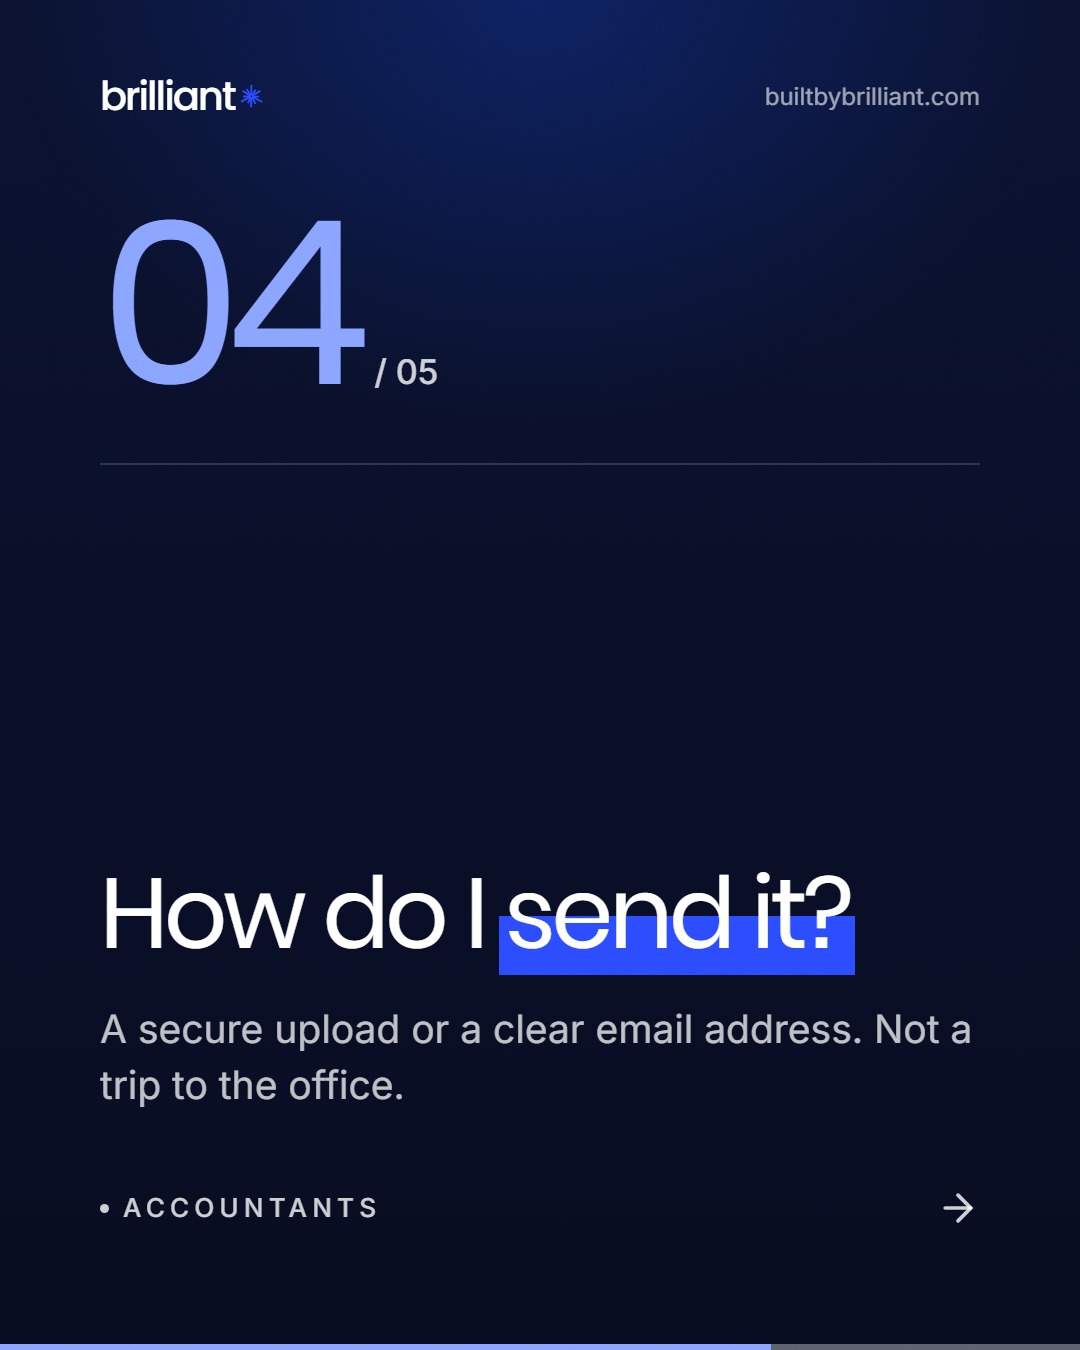 brilliant
builtbybrilliant.com
04 / 05
How do I send it?
A secure upload or a clear email address. Not a
trip to the office.
• ACCOUNTANTS